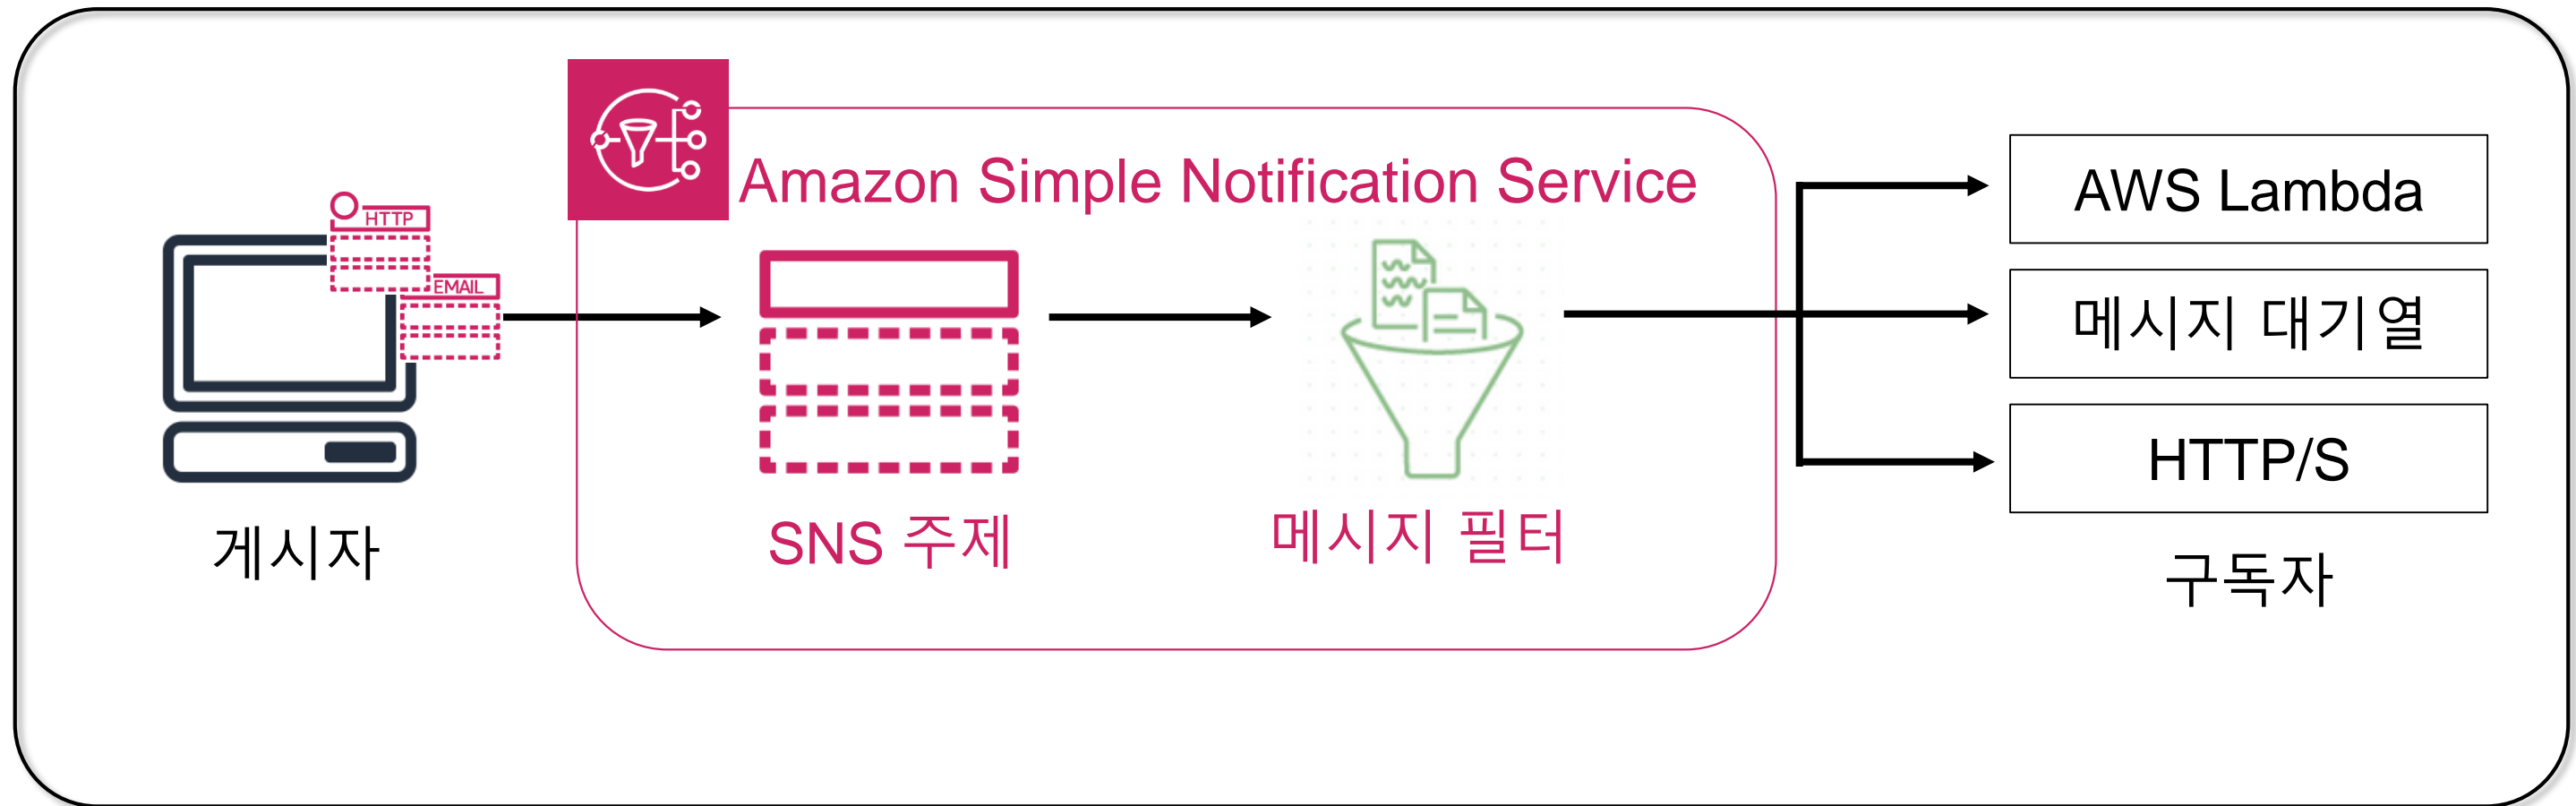 Amazon Simple Notification Service
HTTP
EMAIL
게시자
SNS 주제
메시지 필터
AWS Lambda
메시지 대기열
HTTP/S
구독자